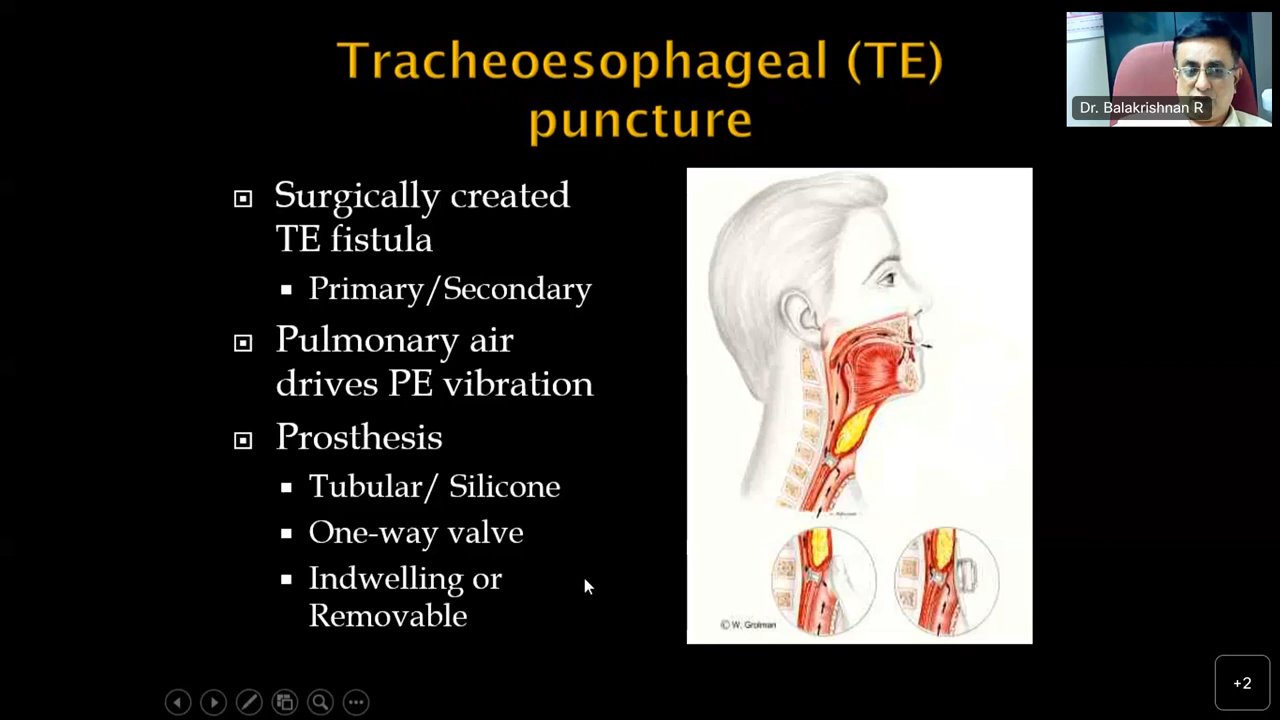 Tracheoesophageal (TE)
puncture
Dr. Balakrishnan R
Surgically created
TE fistula
Primary/Secondary
Pulmonary air
drives PE vibration
Prosthesis
Tubular/ Silicone
One-way valve
Indwelling or
Removable
© W. Grolman
+2